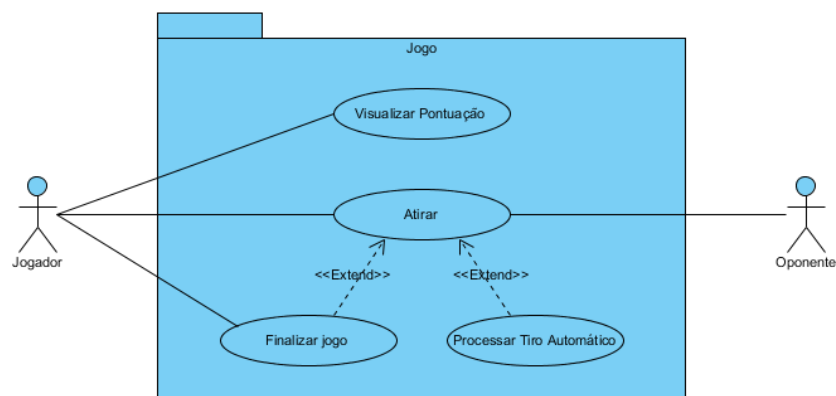 Jogo
Visualizar Pontuação
Atirar
Jogador
Oponente
<<Extend>>
<<Extend>>
Finalizar jogo
Processar Tiro Automático